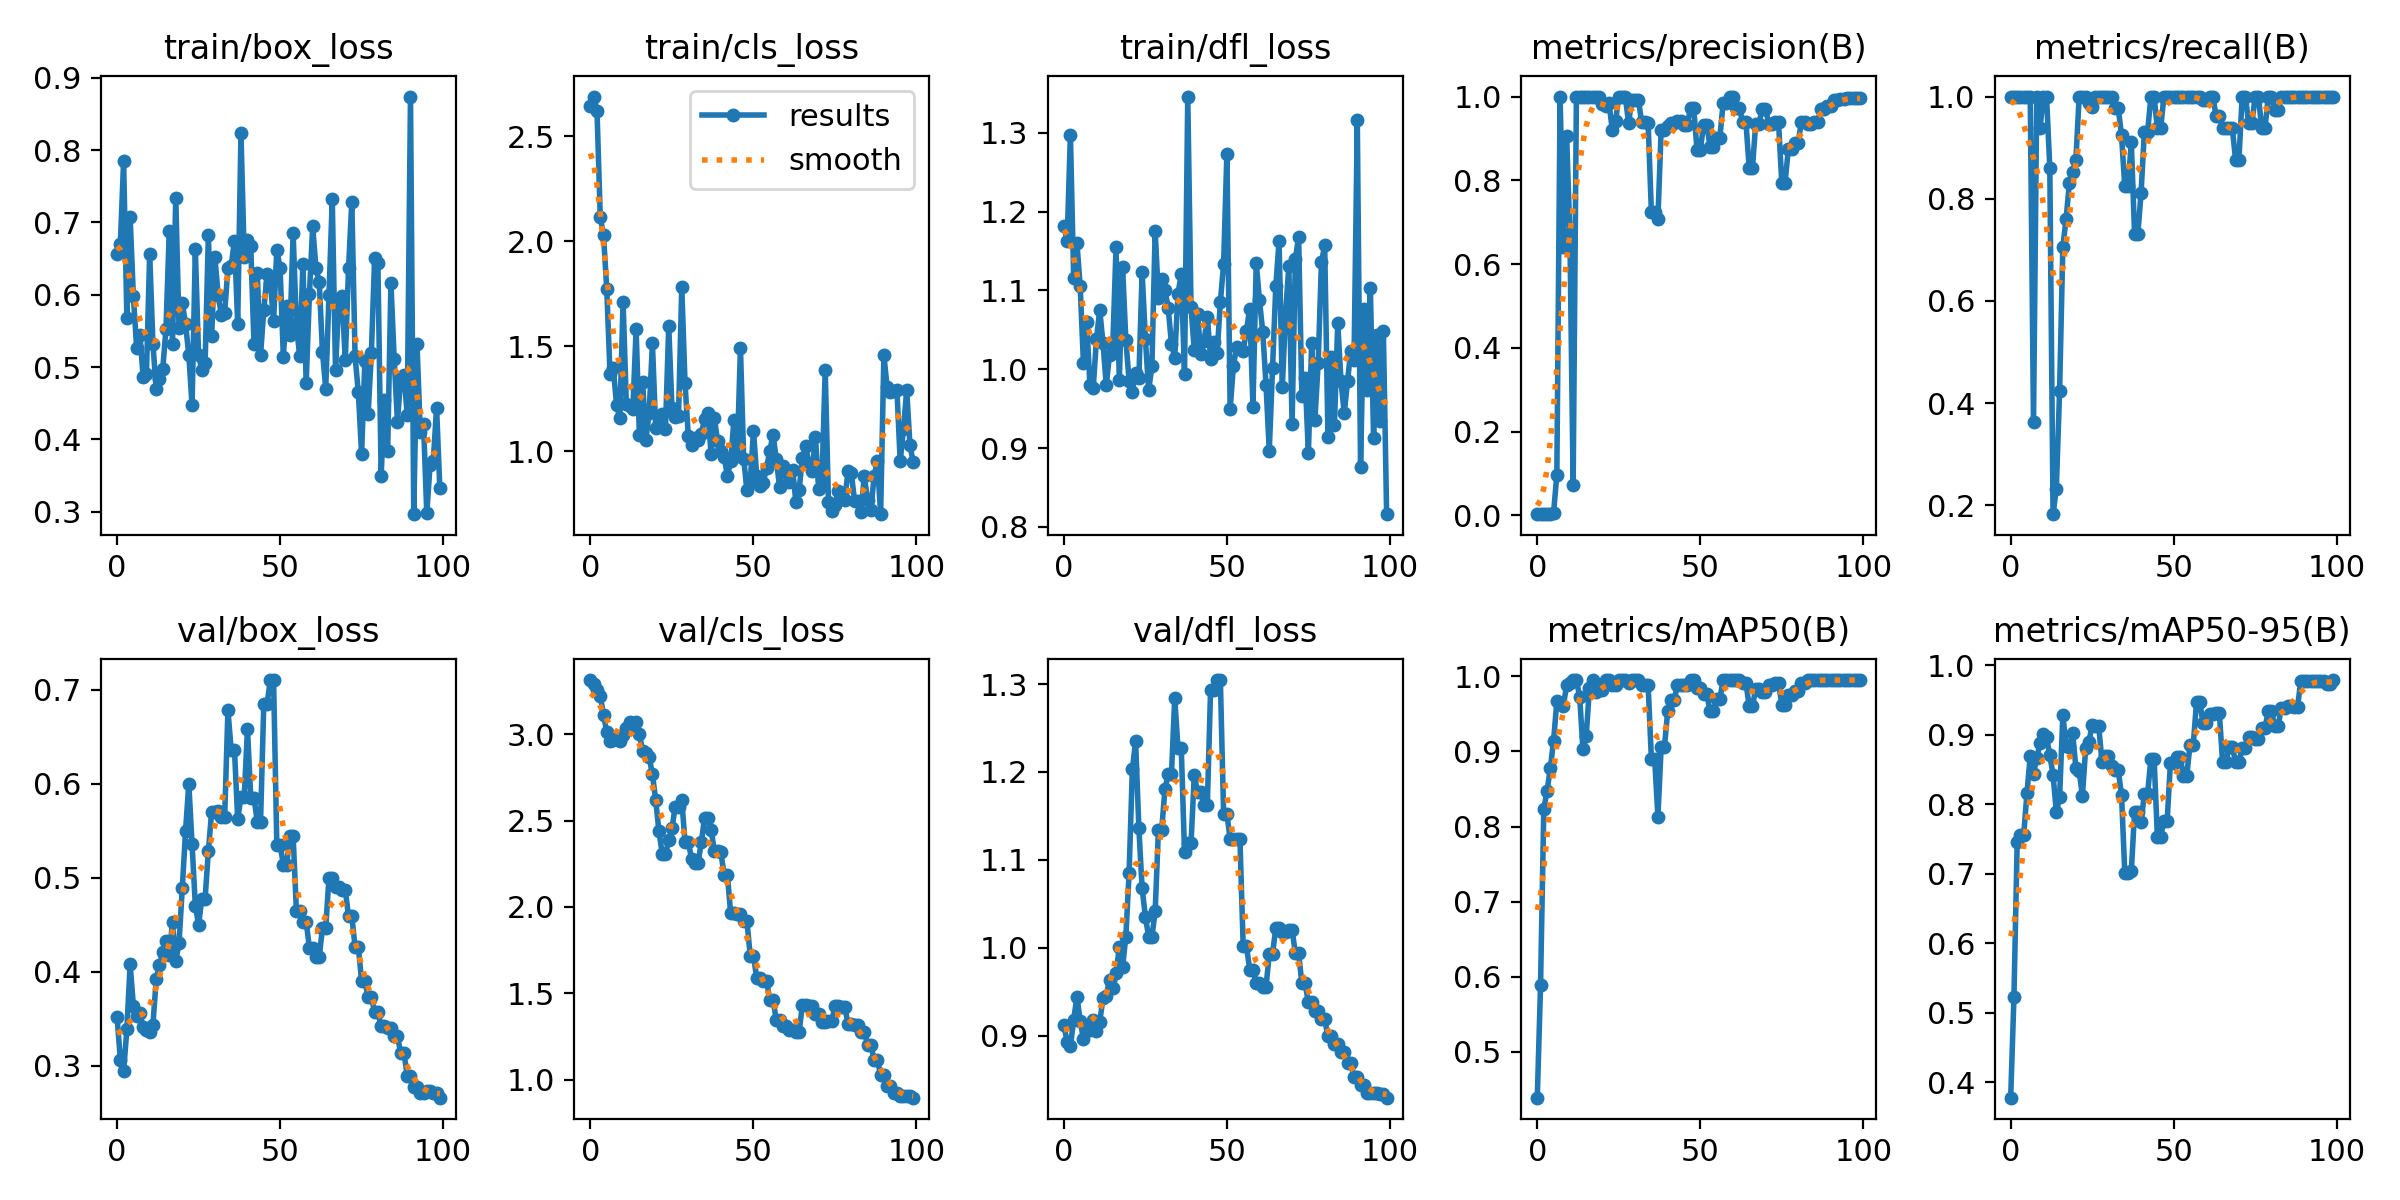 train/box_loss
0.9
0.8
0.7
0.6
0.5
0.4
0.3
0 50 100
train/cls_loss
2.5
2.0
1.5
1.0
results
smooth
0 50 100
train/dfl_loss
1.3
1.2
1.1
1.0
0.9
0.8
0 50 100
metrics/precision(B)
1.0
0.8
0.6
0.4
0.2
0.0
0 50 100
metrics/recall(B)
1.0
0.8
0.6
0.4
0.2
0 50 100
val/box_loss
0.7
0.6
0.5
0.4
0.3
0 50 100
val/cls_loss
3.0
2.5
2.0
1.5
1.0
0 50 100
val/dfl_loss
1.3
1.2
1.1
1.0
0.9
0 50 100
metrics/mAP50(B)
1.0
0.9
0.8
0.7
0.6
0.5
0 50 100
metrics/mAP50-95(B)
1.0
0.9
0.8
0.7
0.6
0.5
0.4
0 50 100